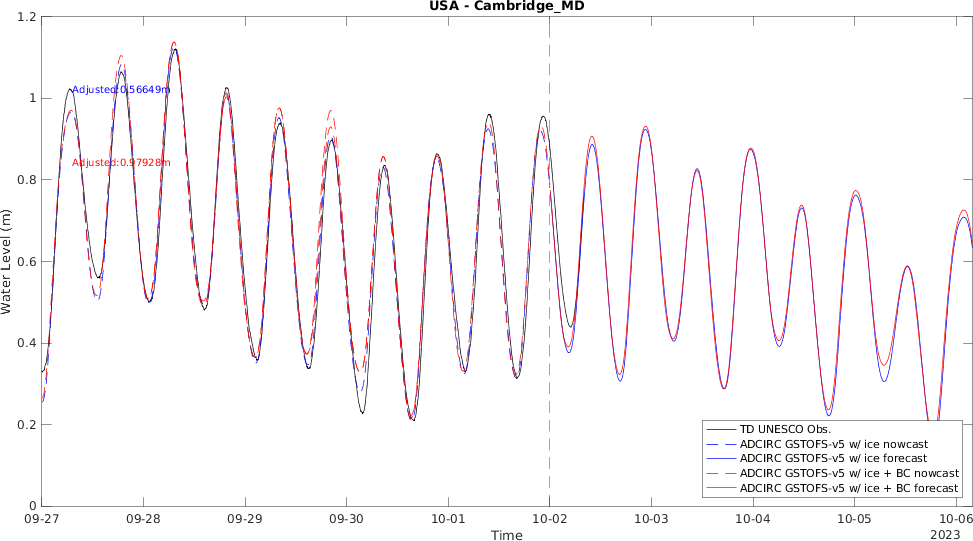 USA - Cambridge_MD
1.2
1
0.8
0.6
0.4
0.2
0
Water Level (m)
Adjusted:0.56649m
Adjusted:0.97928m
TD UNESCO Obs.
ADCIRC GSTOFS-v5 w/ ice nowcast
ADCIRC GSTOFS-v5 w/ ice forecast
ADCIRC GSTOFS-v5 w/ ice + BC nowcast
ADCIRC GSTOFS-v5 w/ ice + BC forecast
09-27 09-28 09-29 09-30 10-01 10-02 10-03 10-04 10-05 10-06
Time
2023